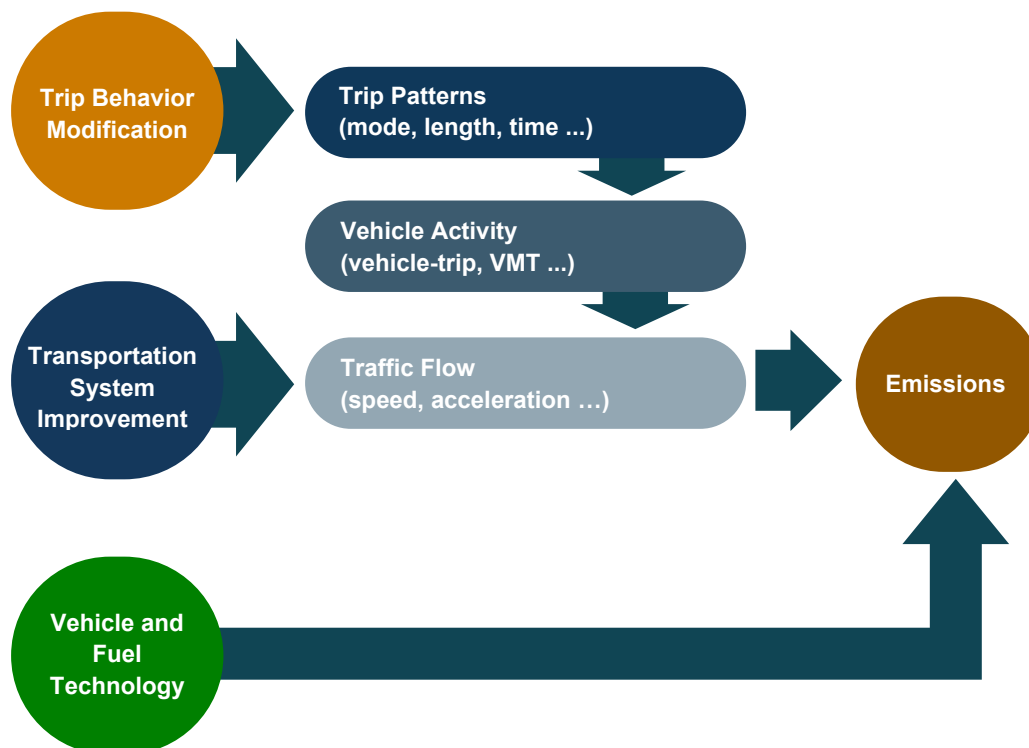 Trip Behavior
Modification
Trip Patterns
(mode, length, time ...)
Vehicle Activity
(vehicle-trip, VMT ...)
Transportation
System
Improvement
Traffic Flow
(speed, acceleration …)
Emissions
Vehicle and
Fuel
Technology